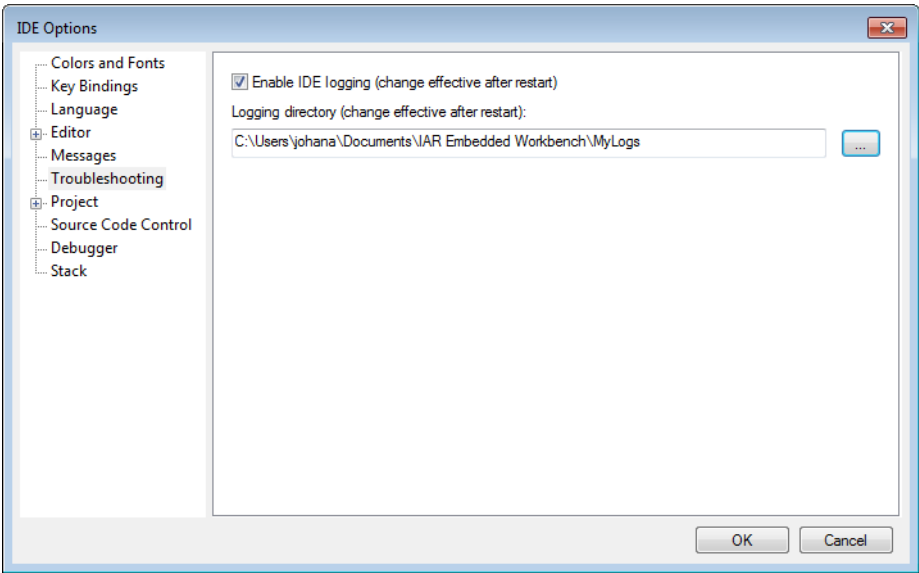 IDE Options
Colors and Fonts
Key Bindings
Language
Editor
Messages
Troubleshooting
Project
Source Code Control
Debugger
Stack
Enable IDE logging (change effective after restart)
Logging directory (change effective after restart):
C:\Users\johana\Documents\IAR Embedded Workbench\MyLogs
...
OK
Cancel